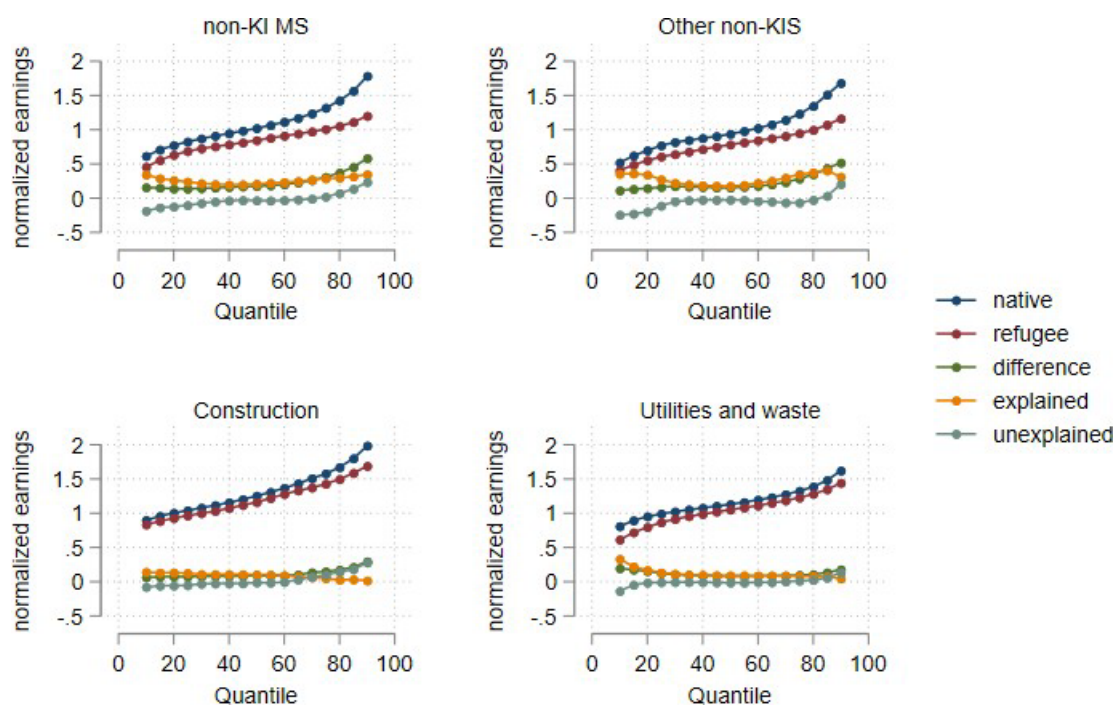 non-KI MS
normalized earnings
2
1.5
1
.5
0
-.5
0 20 40 60 80 100
Quantile
Other non-KIS
normalized earnings
2
1.5
1
.5
0
-.5
0 20 40 60 80 100
Quantile
native
refugee
difference
explained
unexplained
Construction
normalized earnings
2
1.5
1
.5
0
-.5
0 20 40 60 80 100
Quantile
Utilities and waste
normalized earnings
2
1.5
1
.5
0
-.5
0 20 40 60 80 100
Quantile